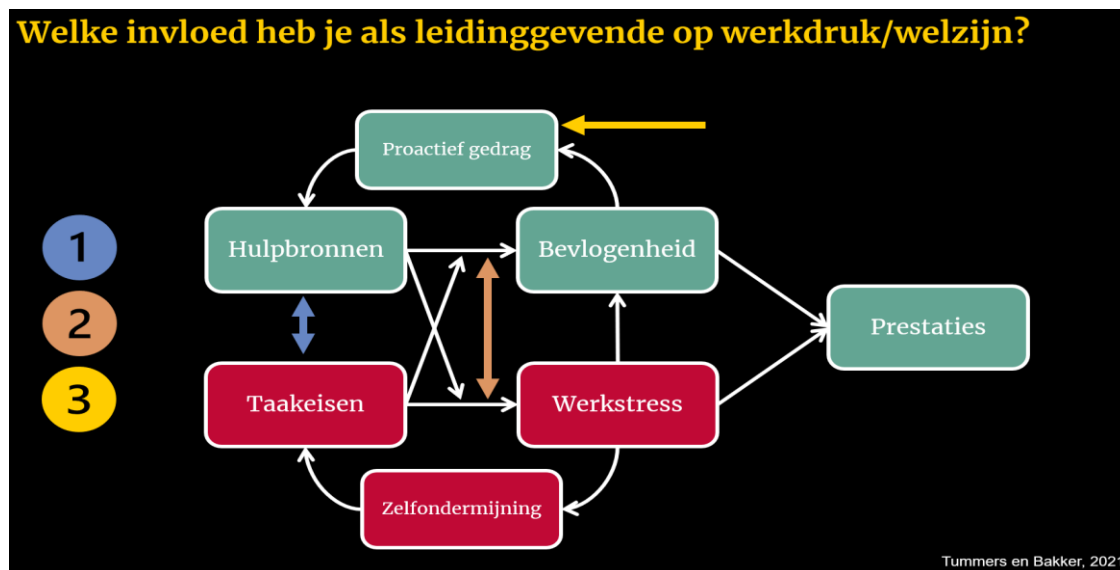 Welke invloed heb je als leidinggevende op werkdruk/welzijn?
Proactief gedrag
1
Hulpbronnen
Bevlogenheid
2
Prestaties
3
Taakeisen
Werkstress
Zelfondermijning
Tummers en Bakker, 2021